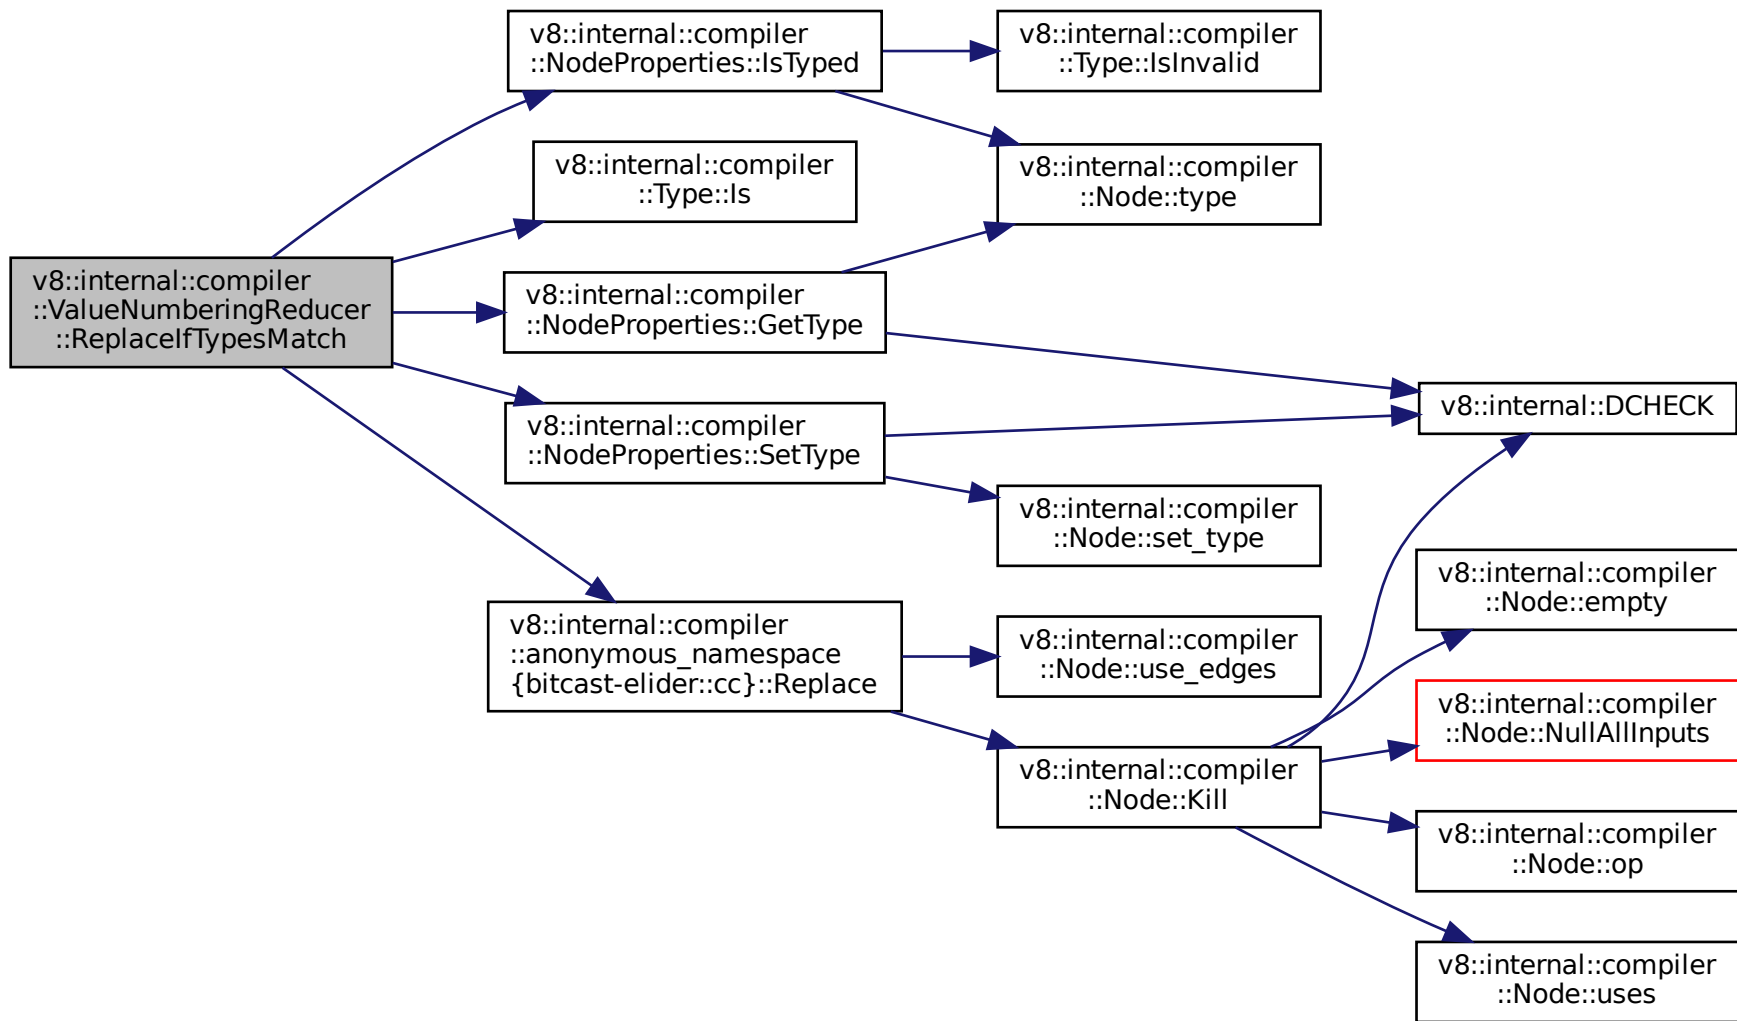 v8::internal::compiler
::ValueNumberingReducer
::ReplaceIfTypesMatch
v8::internal::compiler
::NodeProperties::IsTyped
v8::internal::compiler
::Type::IsInvalid
v8::internal::compiler
::Node::type
v8::internal::compiler
::Type::Is
v8::internal::compiler
::NodeProperties::GetType
v8::internal::DCHECK
v8::internal::compiler
::NodeProperties::SetType
v8::internal::compiler
::Node::set_type
v8::internal::compiler
::anonymous_namespace
{bitcast-elider::cc}::Replace
v8::internal::compiler
::Node::use_edges
v8::internal::compiler
::Node::Kill
v8::internal::compiler
::Node::empty
v8::internal::compiler
::Node::NullAllInputs
v8::internal::compiler
::Node::op
v8::internal::compiler
::Node::uses